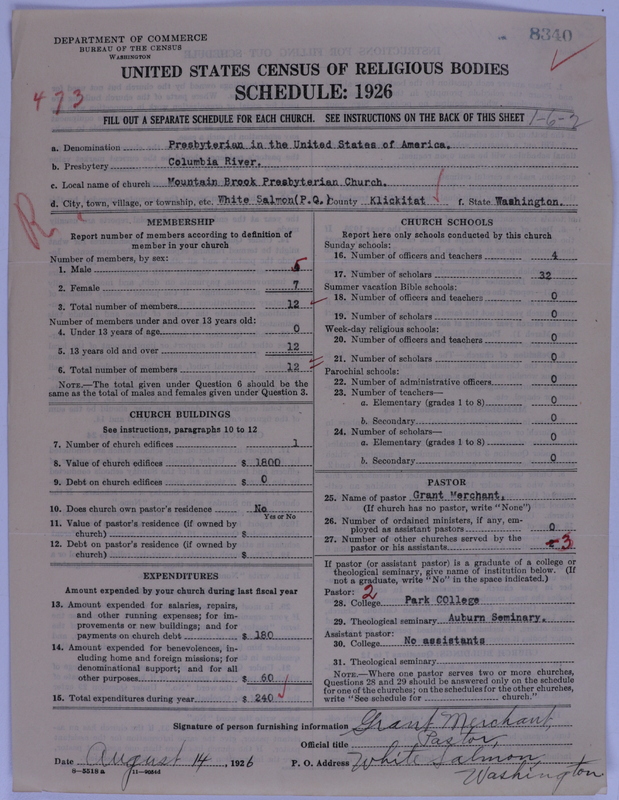 8340
DEPARTMENT OF COMMERCE
BUREAU OF THE CENSUS
WASHINGTON
UNITED STATES CENSUS OF RELIGIOUS BODIES
SCHEDULE: 1926
473
FILL OUT A SEPARATE SCHEDULE FOR EACH CHURCH. SEE INSTRUCTIONS ON THE BACK OF THIS SHEET
1-6-2
a. Denomination Presbyterian in the United States of America.
b. Presbytery Columbia River.
c. Local name of church Mountain Brook Presbyterian Church.
d. City, town, village, or township, etc. White Salmon(P.O.) County Klickitat f. State Washington.
R
MEMBERSHIP
Report number of members according to definition of
member in your church
Number of members, by sex:
1. Male 5
2. Female 7
3. Total number of members 12
Number of members under and over 13 years old:
4. Under 13 years of age 0
5. 13 years old and over 12
6. Total number of members 12
NOTE.—The total given under Question 6 should be the
same as the total of males and females given under Question 3.
CHURCH BUILDINGS
See instructions, paragraphs 10 to 12
7. Number of church edifices 1
8. Value of church edifices $ 1800
9. Debt on church edifices $ 0
10. Does church own pastor's residence No
Yes or No
11. Value of pastor's residence (if owned by
church) $
12. Debt on pastor's residence (if owned by
church) $
EXPENDITURES
Amount expended by your church during last fiscal year
13. Amount expended for salaries, repairs,
and other running expenses; for im-
provements or new buildings; and for
payments on church debt $ 180
14. Amount expended for benevolences, in-
cluding home and foreign missions; for
denominational support; and for all
other purposes $ 60
15. Total expenditures during year $ 240
CHURCH SCHOOLS
Report here only schools conducted by this church
Sunday schools:
16. Number of officers and teachers 4
17. Number of scholars 32
Summer vacation Bible schools:
18. Number of officers and teachers 0
19. Number of scholars 0
Week-day religious schools:
20. Number of officers and teachers 0
21. Number of scholars 0
Parochial schools:
22. Number of administrative officers 0
23. Number of teachers—
a. Elementary (grades 1 to 8) 0
b. Secondary 0
24. Number of scholars—
a. Elementary (grades 1 to 8) 0
b. Secondary 0
PASTOR
25. Name of pastor Grant Merchant.
(If church has no pastor, write "None")
26. Number of ordained ministers, if any, em-
ployed as assistant pastors 0
27. Number of other churches served by the
pastor or his assistants 3
If pastor (or assistant pastor) is a graduate of a college or
theological seminary, give name of institution below. (If
not a graduate, write "No" in the space indicated.)
Pastor: 2
28. College Park COllege
29. Theological seminary Auburn Seminary.
Assistant pastor:
30. College No assistants
31. Theological seminary
NOTE.—Where one pastor serves two or more churches,
Questions 28 and 29 should be answered only on the schedule
for one of the churches; on the schedules for the other churches,
write "See schedule for church."
Signature of person furnishing information Grant Merchant
Official title Pastor,
Date August 14, 1926 P. O. Address White Salmon,
Washington
8—5518 a 11—9056d